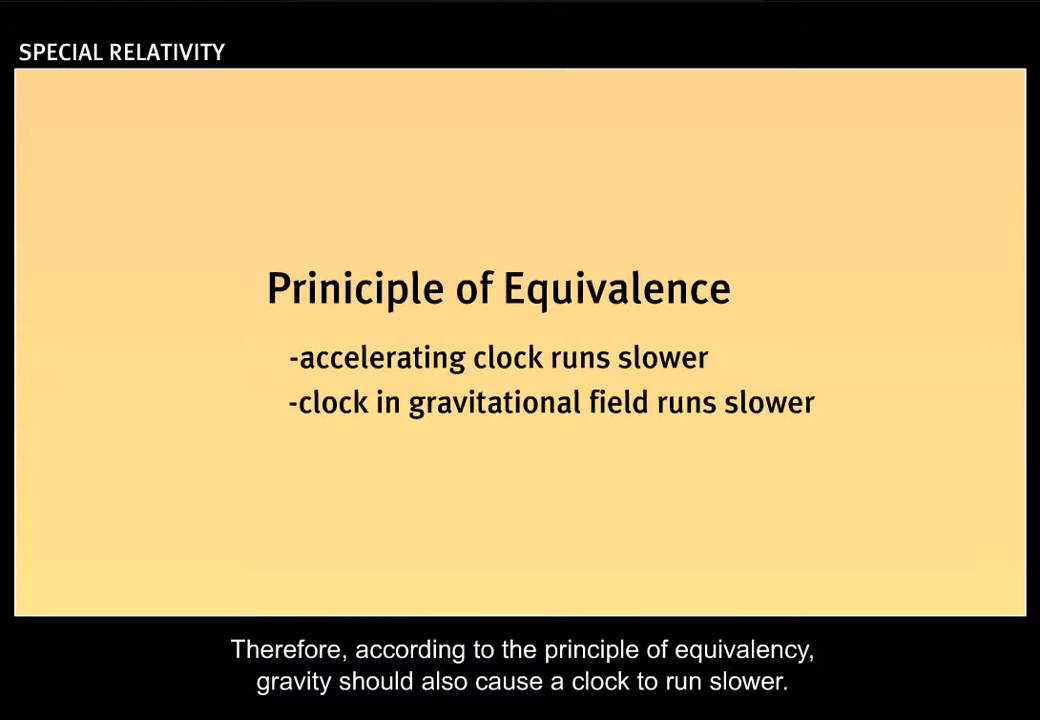 SPECIAL RELATIVITY
Priniciple of Equivalence
-accelerating clock runs slower
-clock in gravitational field runs slower
Therefore, according to the principle of equivalency,
gravity should also cause a clock to run slower.